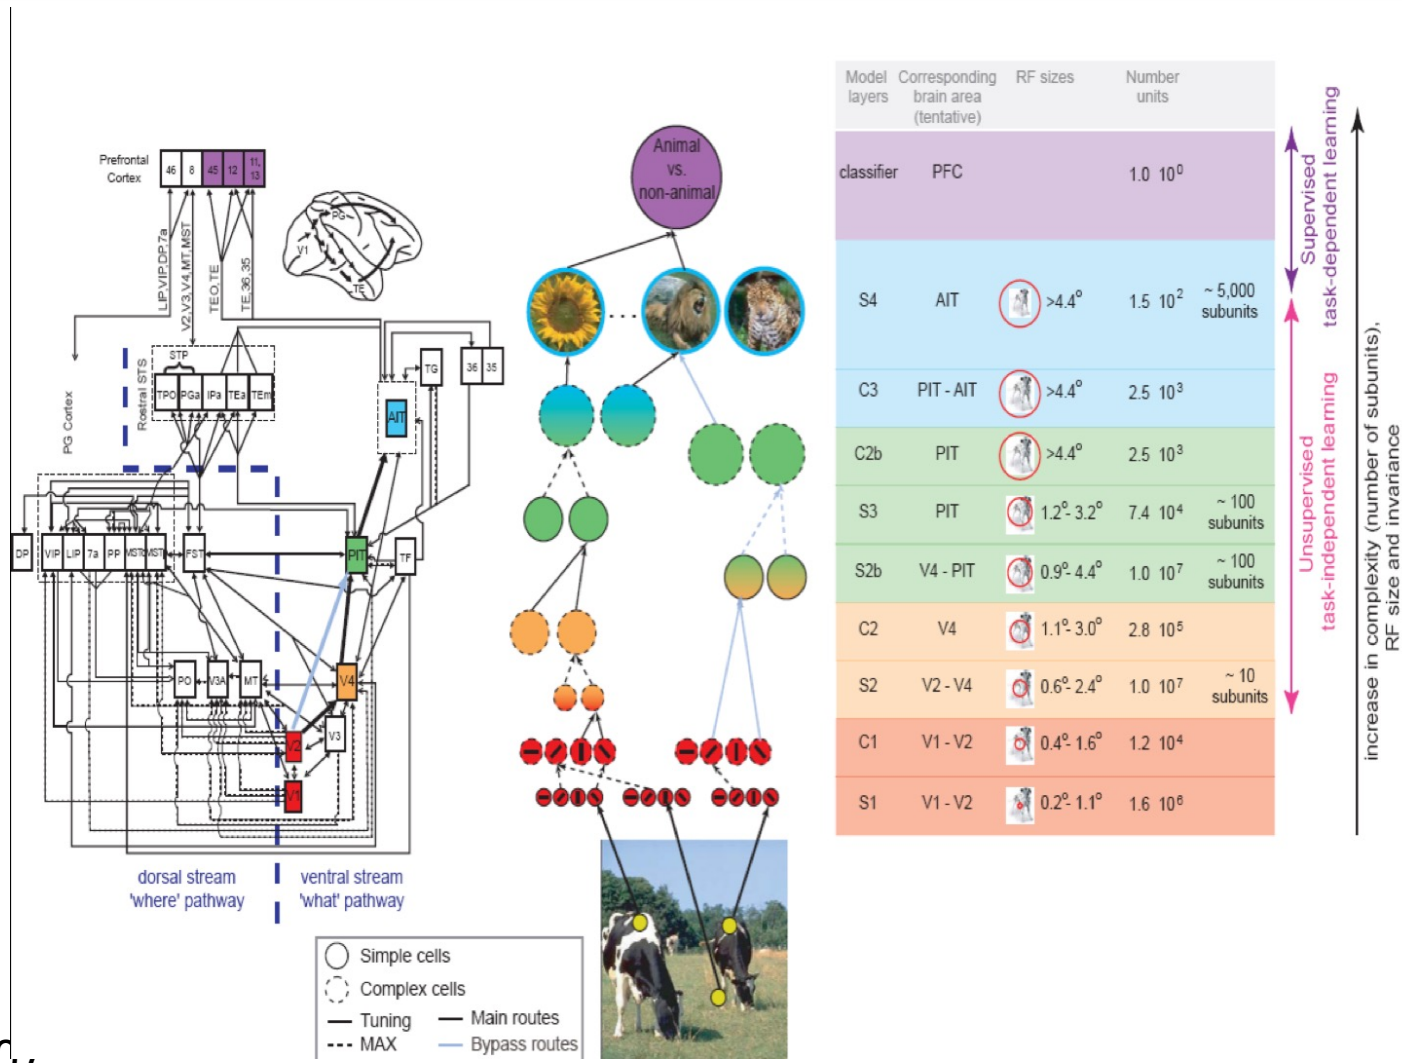 Prefrontal
Cortex
46 8 45 12 11,
13
LIP,VIP,DP,7a
V2,V3,V4,MT,MST
TEO,TE
TE,36,35
PG
V1
TE
STP
Rostral STS
TPO PGa IPa TEa TEm
PG Cortex
TG
36 35
AIT
DP VIP LIP 7a PP FST PIT TF
PO V3A MT V4
V2 V3
V1
dorsal stream
'where' pathway
ventral stream
'what' pathway
Animal
vs.
non-animal
...
Simple cells
Complex cells
Tuning
Main routes
MAX
Bypass routes
Model
layers
Corresponding
brain area
(tentative)
RF sizes
Number
units
classifier PFC 1.0 10⁰
S4 AIT >4.4° 1.5 10² ~ 5,000
subunits
C3 PIT - AIT >4.4° 2.5 10³
C2b PIT >4.4° 2.5 10³
S3 PIT 1.2°- 3.2° 7.4 10⁴ ~ 100
subunits
S2b V4 - PIT 0.9°- 4.4° 1.0 10⁷ ~ 100
subunits
C2 V4 1.1°- 3.0° 2.8 10⁵
S2 V2 - V4 0.6°- 2.4° 1.0 10⁷ ~ 10
subunits
C1 V1 - V2 0.4°- 1.6° 1.2 10⁴
S1 V1 - V2 0.2°- 1.1° 1.6 10⁶
Supervised
task-dependent learning
Unsupervised
task-independent learning
increase in complexity (number of subunits),
RF size and invariance